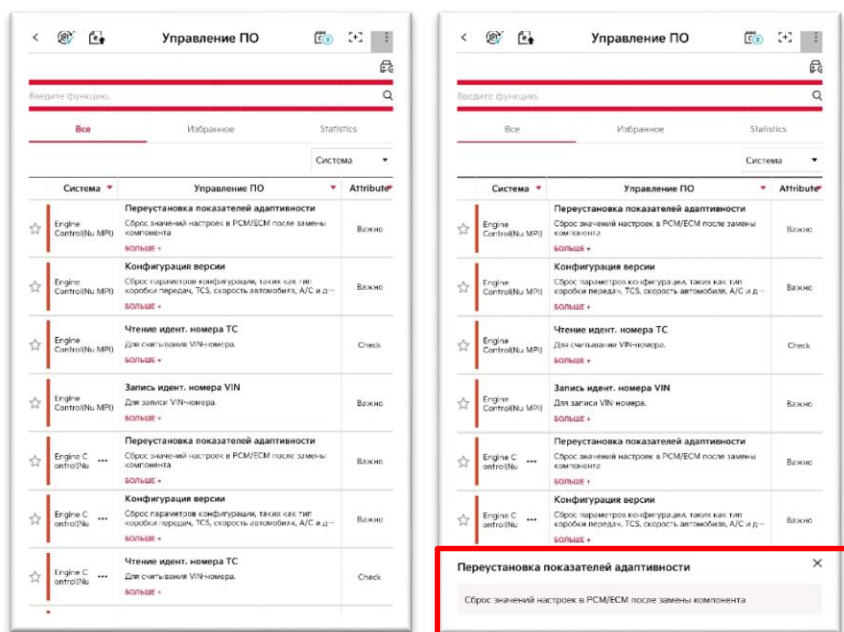 Управление ПО
Введите функцию.
Все Избранное Statistics
Система
Система Управление ПО Attribute
Переустановка показателей адаптивности
Engine Control(Nu MPI) Сброс значений настроек в PCM/ECM после замены компонента Важно
БОЛЬШЕ +
Конфигурация версии
Engine Control(Nu MPI) Сброс параметров конфигурации, таких как тип коробки передач, TCS, скорость автомобиля, A/C и д··· Важно
БОЛЬШЕ +
Чтение идент. номера ТС
Engine Control(Nu MPI) Для считывания VIN-номера. Check
БОЛЬШЕ +
Запись идент. номера VIN
Engine Control(Nu MPI) Для записи VIN-номера. Важно
БОЛЬШЕ +
Переустановка показателей адаптивности
Engine C ontrol(Nu ••• Сброс значений настроек в PCM/ECM после замены компонента Важно
БОЛЬШЕ +
Конфигурация версии
Engine C ontrol(Nu ••• Сброс параметров конфигурации, таких как тип коробки передач, TCS, скорость автомобиля, A/C и д··· Важно
БОЛЬШЕ +
Чтение идент. номера ТС
Engine C ontrol(Nu ••• Для считывания VIN-номера. Check
БОЛЬШЕ +
Управление ПО
Введите функцию.
Все Избранное Statistics
Система
Система Управление ПО Attribute
Переустановка показателей адаптивности
Engine Control(Nu MPI) Сброс значений настроек в PCM/ECM после замены компонента Важно
БОЛЬШЕ +
Конфигурация версии
Engine Control(Nu MPI) Сброс параметров конфигурации, таких как тип коробки передач, TCS, скорость автомобиля, A/C и д··· Важно
БОЛЬШЕ +
Чтение идент. номера ТС
Engine Control(Nu MPI) Для считывания VIN-номера. Check
БОЛЬШЕ +
Запись идент. номера VIN
Engine Control(Nu MPI) Для записи VIN-номера. Важно
БОЛЬШЕ +
Переустановка показателей адаптивности
Engine C ontrol(Nu ••• Сброс значений настроек в PCM/ECM после замены компонента Важно
БОЛЬШЕ +
Конфигурация версии
Engine C ontrol(Nu ••• Сброс параметров конфигурации, таких как тип коробки передач, TCS, скорость автомобиля, A/C и д··· Важно
БОЛЬШЕ +
Переустановка показателей адаптивности
Сброс значений настроек в PCM/ECM после замены компонента